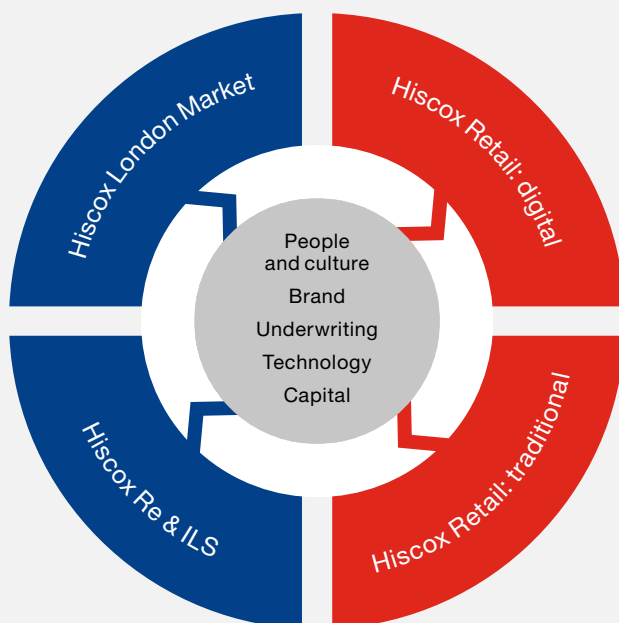 Hiscox London Market
Hiscox Retail: digital
People
and culture
Brand
Underwriting
Technology
Capital
Hiscox Re & ILS
Hiscox Retail: traditional